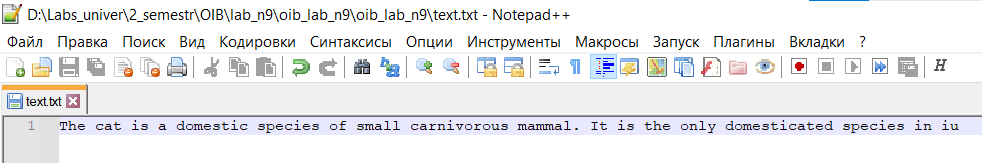 D:\Labs_univer\2_semestr\OIB\lab_n9\oib_lab_n9\oib_lab_n9\text.txt - Notepad++
Файл Правка Поиск Вид Кодировки Синтаксисы Опции Инструменты Макросы Запуск Плагины Вкладки ?
text.txt
1 The cat is a domestic species of small carnivorous mammal. It is the only domesticated species in iu